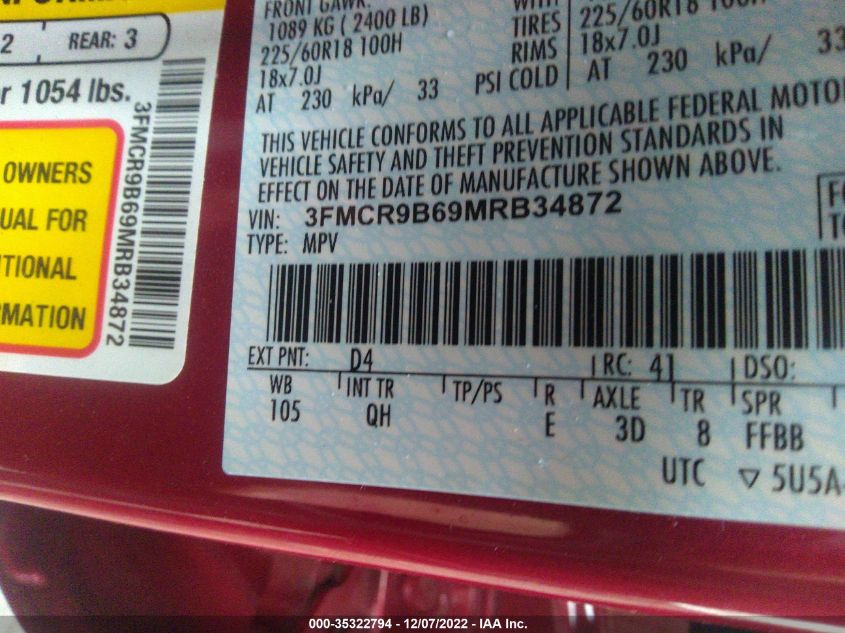 2 REAR: 3
1054 lbs.
OWNERS
FOR
3FMCR9B69MRB34872
FRONT GAWR:
1089 KG ( 2400 LB) WITH
225/60R18 100H TIRES 225/60R18 100H
18x7.0J RIMS 18x7.0J
AT 230 kPa/ 33 PSI COLD AT 230 kPa/ 33
THIS VEHICLE CONFORMS TO ALL APPLICABLE FEDERAL MOTOR
VEHICLE SAFETY AND THEFT PREVENTION STANDARDS IN
EFFECT ON THE DATE OF MANUFACTURE SHOWN ABOVE.
VIN: 3FMCR9B69MRB34872
TYPE: MPV
EXT PNT: D4 RC: 41 DSO:
WB INT TR TP/PS R AXLE TR SPR
105 QH E 3D 8 FFBB
UTC ▽ 5U5A-
000-35322794 - 12/07/2022 - IAA Inc.